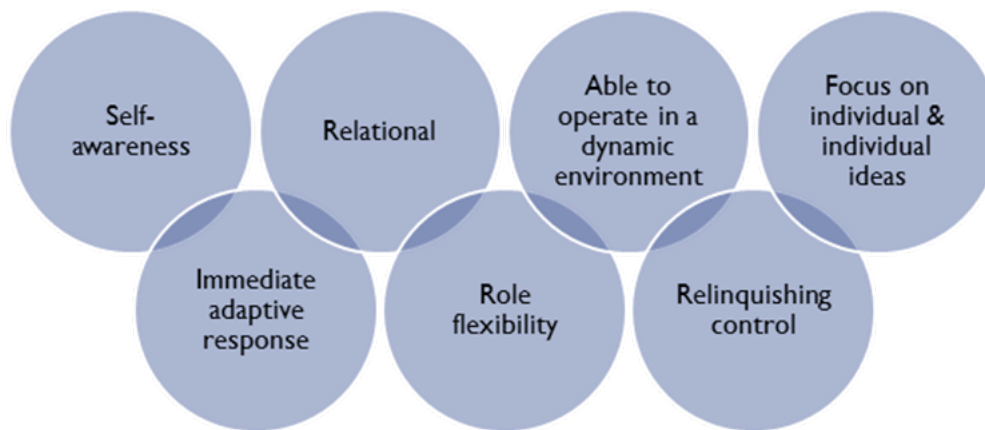 Self-
awareness
Relational
Able to
operate in a
dynamic
environment
Focus on
individual &
individual
ideas
Immediate
adaptive
response
Role
flexibility
Relinquishing
control